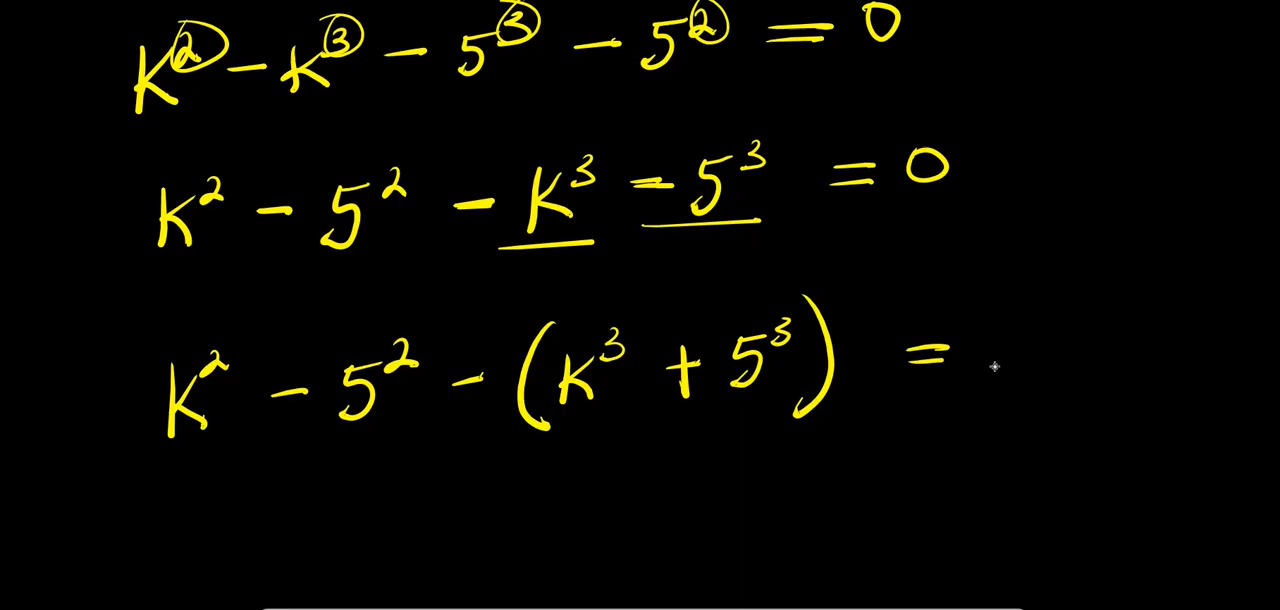 K² - K³ - 5³ - 5² = 0
K² - 5² - K³ - 5³ = 0
K² - 5² - (K³ + 5³) =